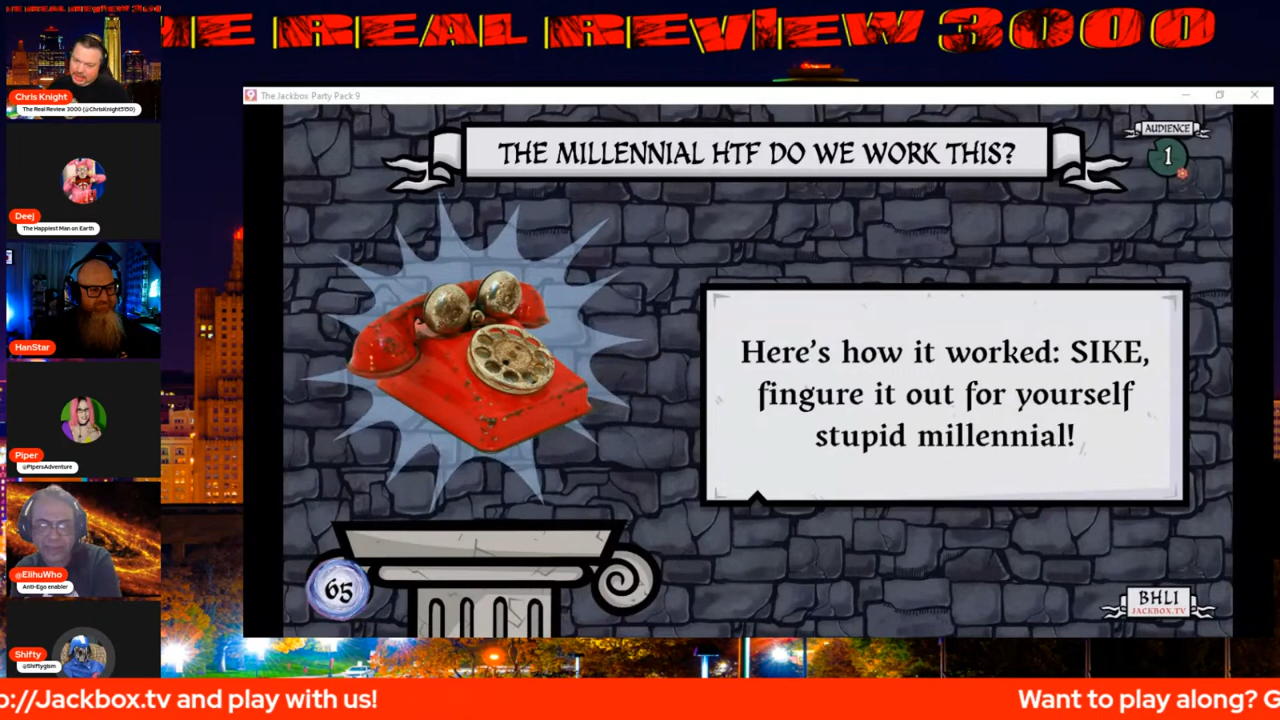 HE REAL REVIEW 3000
Chris Knight
The Real Review 3000 (@ChrisKnight5150)
Deej
The Happiest Man on Earth
HanStar
Piper
@PipersAdventure
@ElihuWho
Anti-Ego enabler
Shifty
@Shiftygism
The Jackbox Party Pack 9
THE MILLENNIAL HTF DO WE WORK THIS?
AUDIENCE
1
Here's how it worked: SIKE,
fingure it out for yourself
stupid millennial!
65
BHLI
JACKBOX.TV
p://Jackbox.tv and play with us!
Want to play along? G